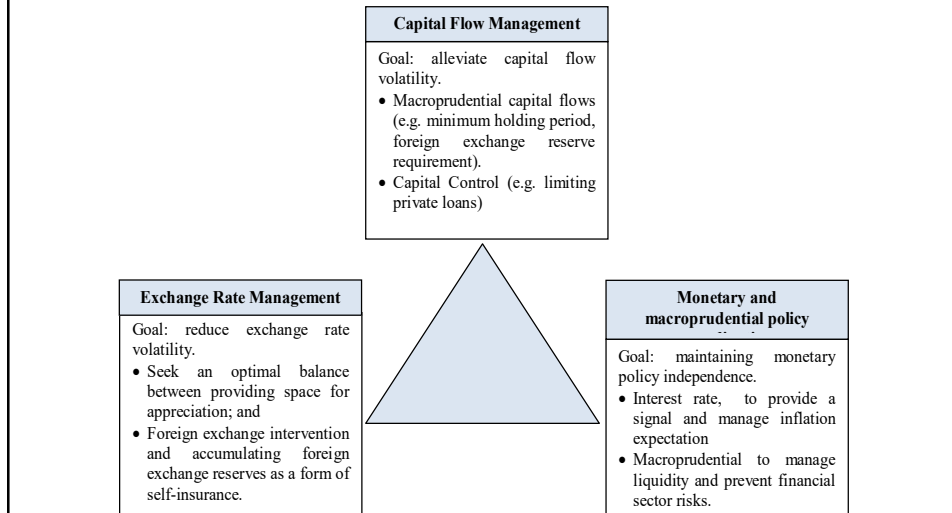 Capital Flow Management
Goal: alleviate capital flow
volatility.
• Macroprudential capital flows
(e.g. minimum holding period,
foreign exchange reserve
requirement).
• Capital Control (e.g. limiting
private loans)
Exchange Rate Management
Goal: reduce exchange rate
volatility.
• Seek an optimal balance
between providing space for
appreciation; and
• Foreign exchange intervention
and accumulating foreign
exchange reserves as a form of
self-insurance.
Monetary and
macroprudential policy
Goal: maintaining monetary
policy independence.
• Interest rate, to provide a
signal and manage inflation
expectation
• Macroprudential to manage
liquidity and prevent financial
sector risks.